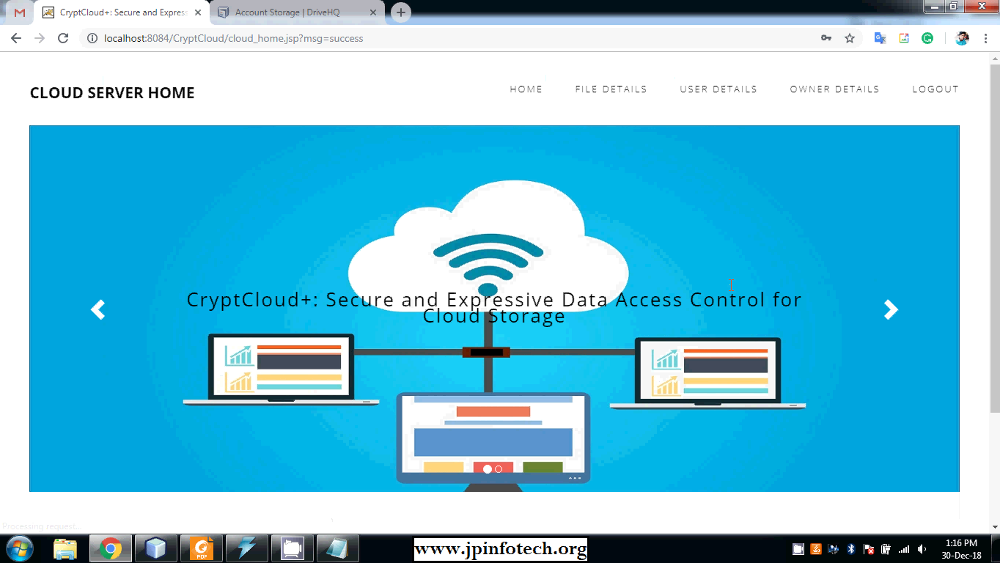 CryptCloud+: Secure and Express
Account Storage | DriveHQ
localhost:8084/CryptCloud/cloud_home.jsp?msg=success
CLOUD SERVER HOME
HOME
FILE DETAILS
USER DETAILS
OWNER DETAILS
LOGOUT
CryptCloud+: Secure and Expressive Data Access Control for
Cloud Storage
Processing request...
PDF
www.jpinfotech.org
1:16 PM
30-Dec-18